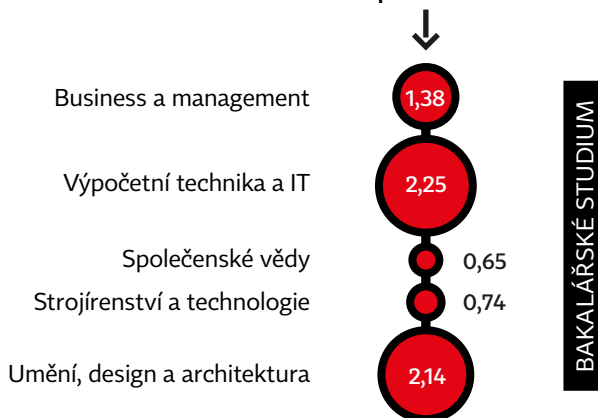 Business a management 1,38
Výpočetní technika a IT 2,25
Společenské vědy 0,65
Strojírenství a technologie 0,74
Umění, design a architektura 2,14
BAKALÁŘSKÉ STUDIUM